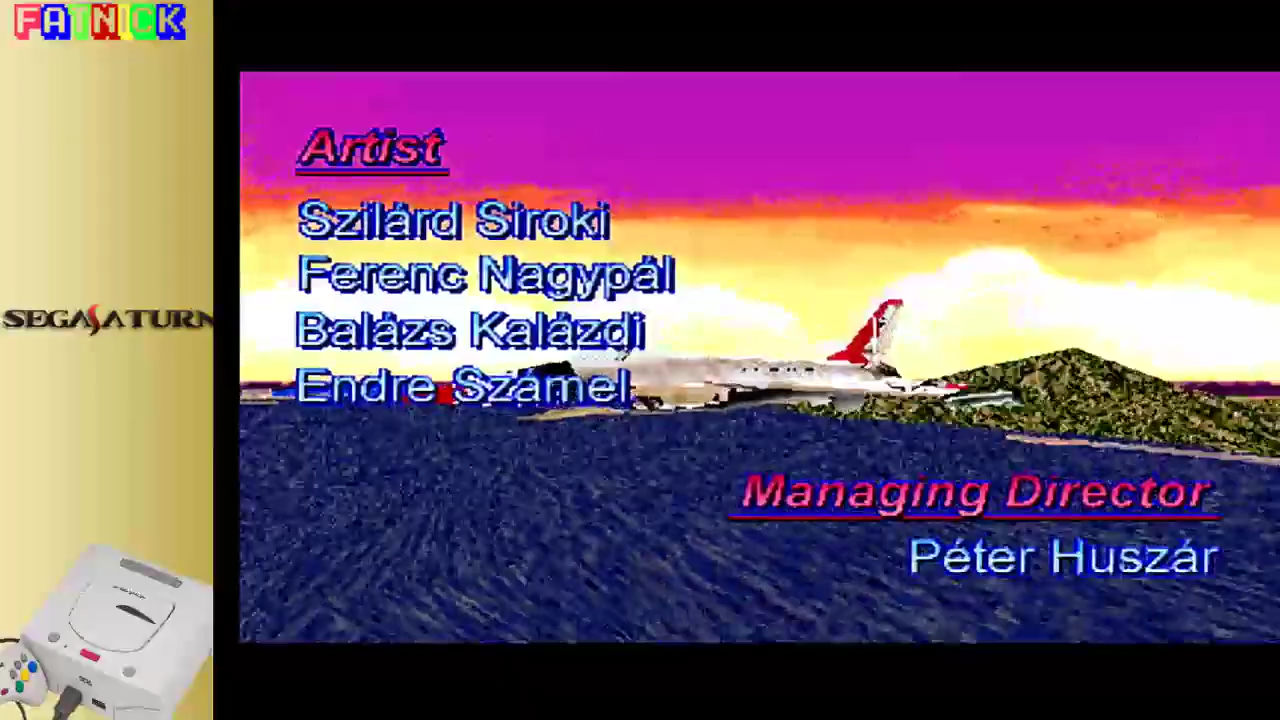 FATNICK
SEGA SATURN
Artist
Szilárd Siroki
Ferenc Nagypál
Balázs Kalázdi
Endre Számel
Managing Director
Péter Huszár